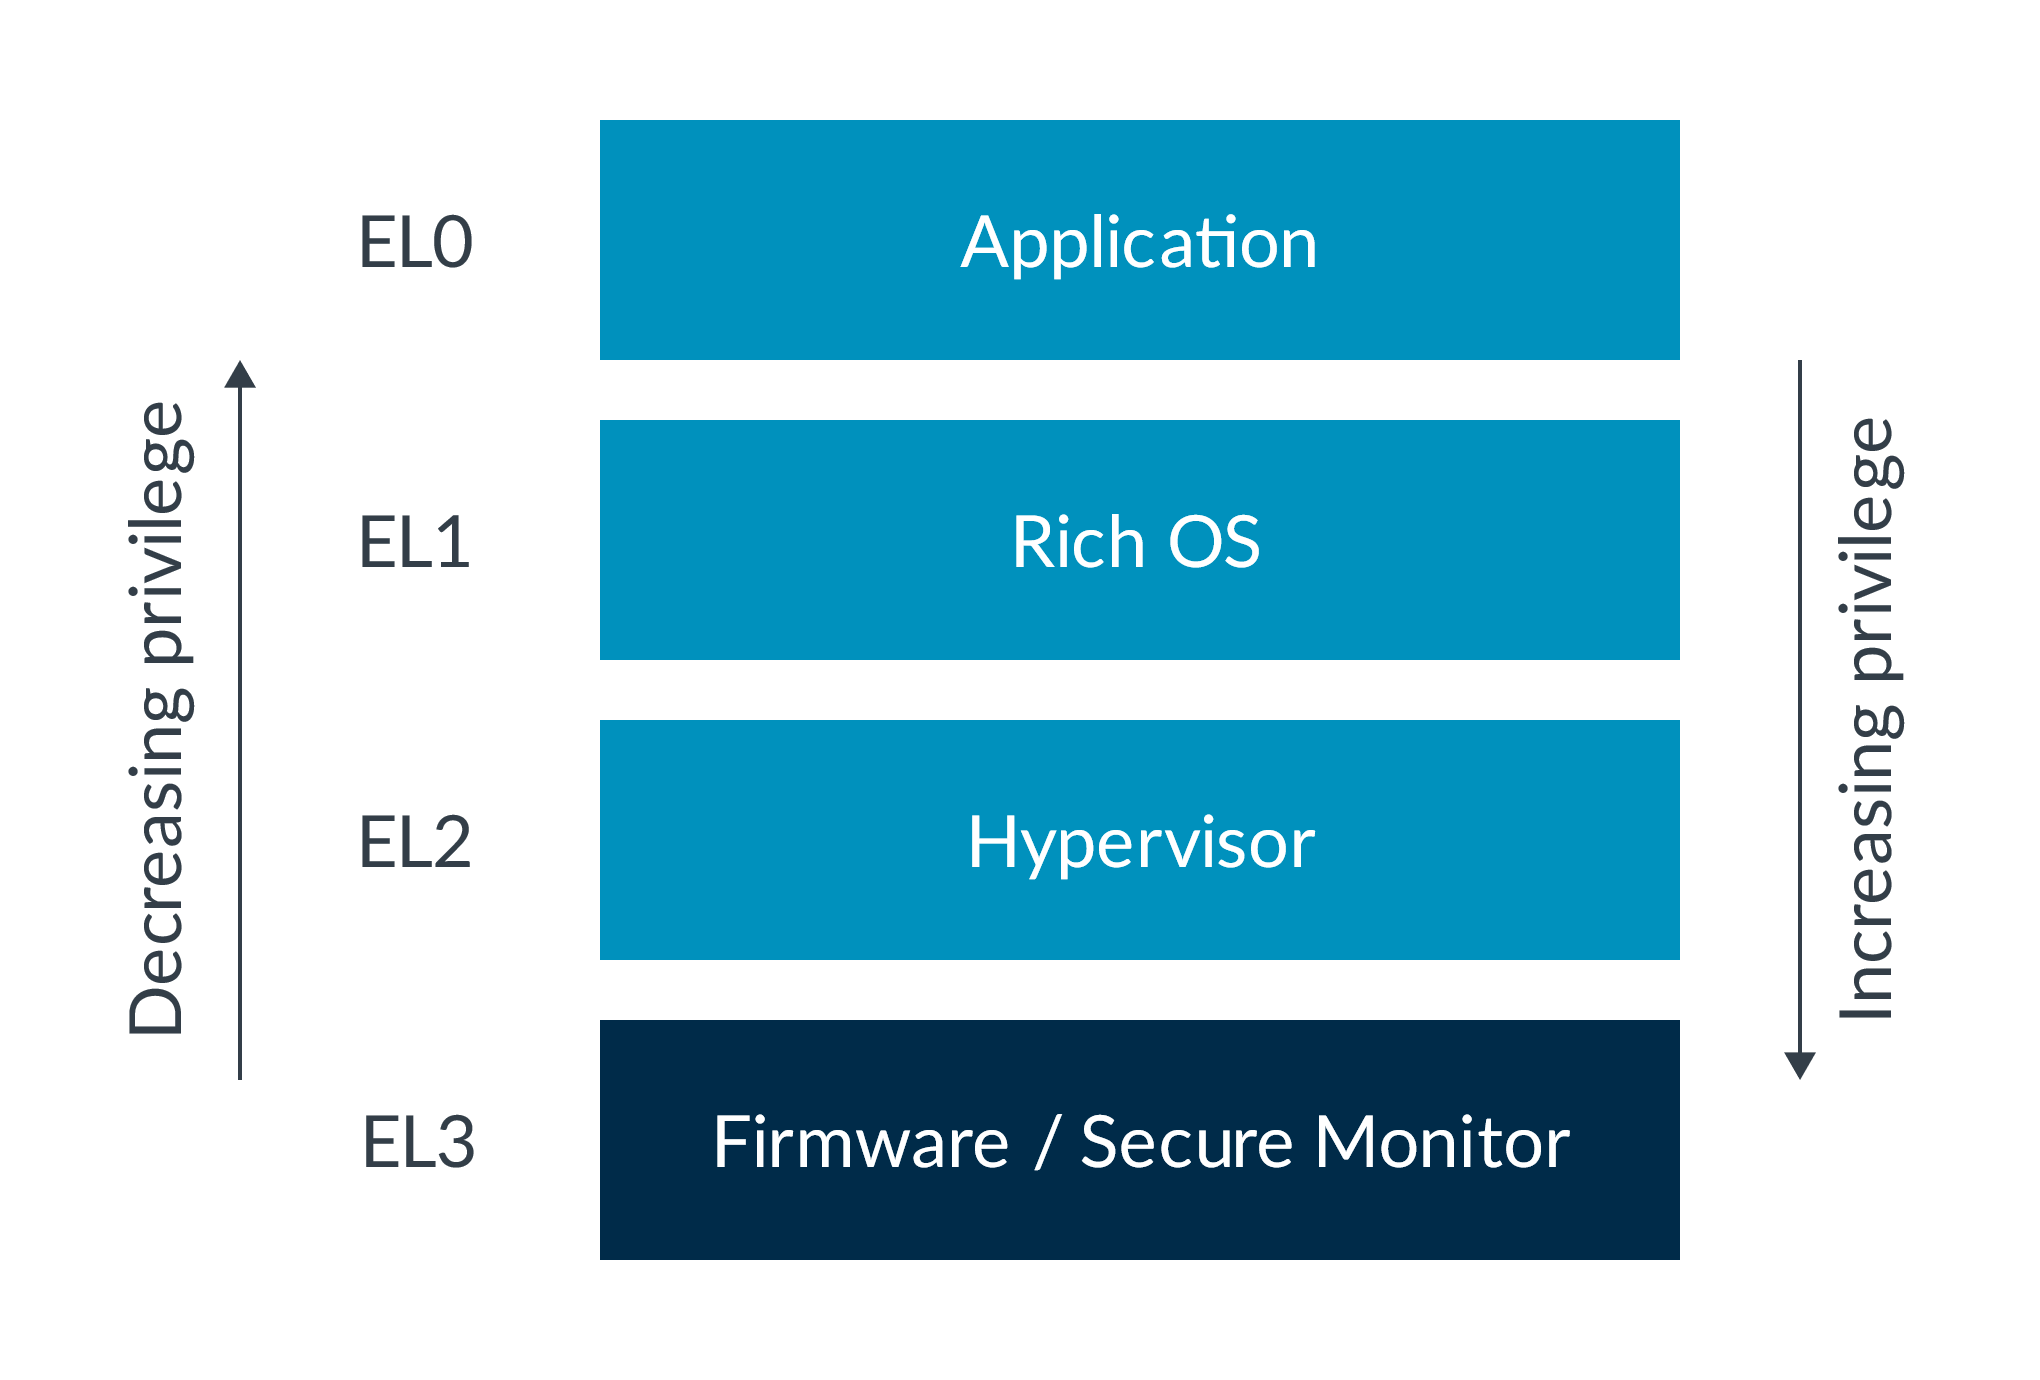 EL0
Application
EL1
Rich OS
EL2
Hypervisor
EL3
Firmware / Secure Monitor
Decreasing privilege
Increasing privilege